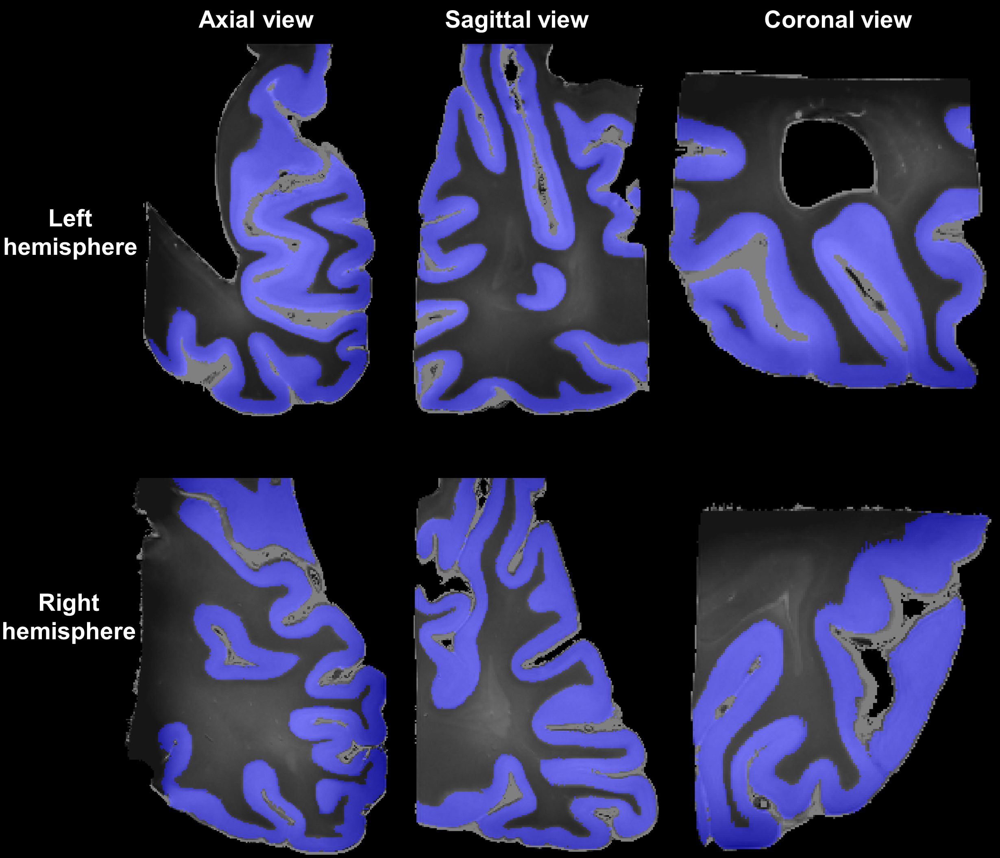 Axial view
Sagittal view
Coronal view
Left
hemisphere
Right
hemisphere